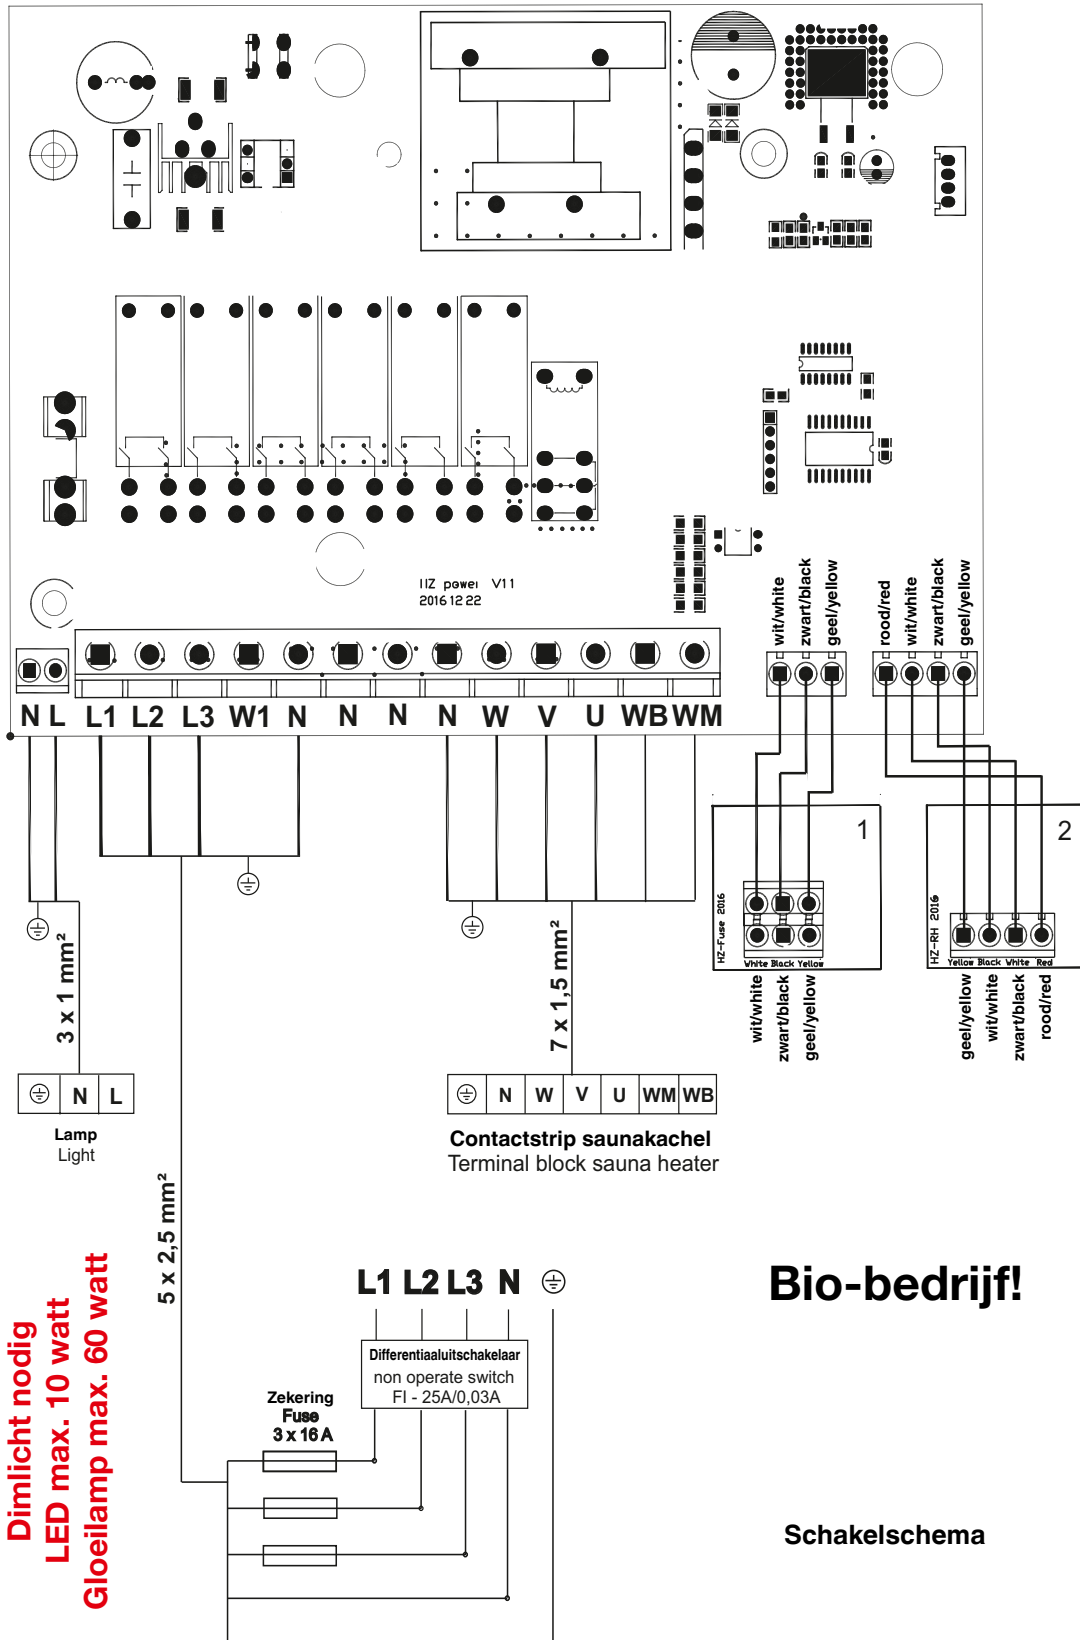 IIZ power V11
2016 12 22
wit/white
zwart/black
geel/yellow
rood/red
wit/white
zwart/black
geel/yellow
N L L1 L2 L3 W1 N N N N W V U WB WM
1
HZ-Fuse 2016
White Black Yellow
wit/white
zwart/black
geel/yellow
2
HZ-RH 2016
Yellow Black White Red
geel/yellow
wit/white
zwart/black
rood/red
3 x 1 mm²
N L
Lamp
Light
7 x 1,5 mm²
N W V U WM WB
Contactstrip saunakachel
Terminal block sauna heater
5 x 2,5 mm²
L1 L2 L3 N
Differentiaaluitschakelaar
non operate switch
FI - 25A/0,03A
Zekering
Fuse
3 x 16 A
Bio-bedrijf!
Dimlicht nodig
LED max. 10 watt
Gloeilamp max. 60 watt
Schakelschema